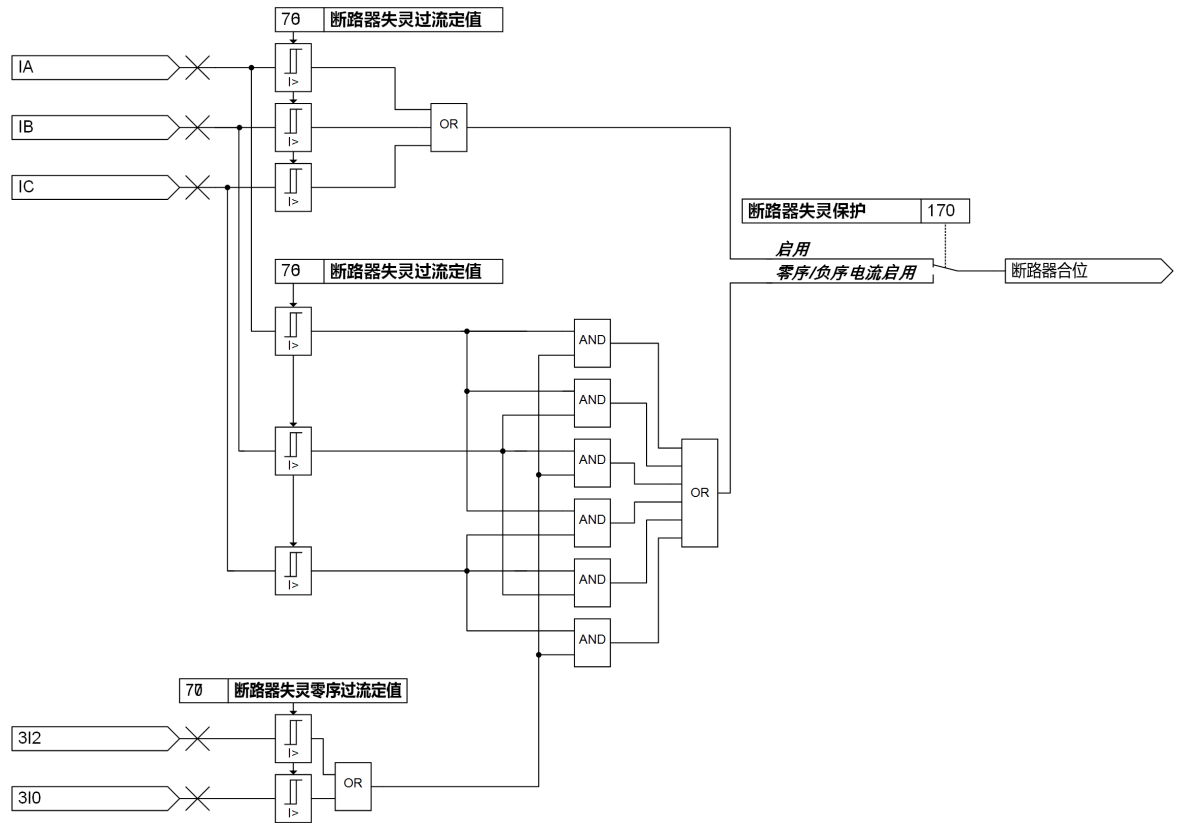 断路器失灵过流定值
IA
I>
IB
I>
OR
IC
I>
断路器失灵保护 170
启用
零序/负序电流启用
断路器合位
断路器失灵过流定值
I>
AND
AND
I>
AND
OR
AND
I>
AND
AND
断路器失灵零序过流定值
3I2
I>
OR
3I0
I>